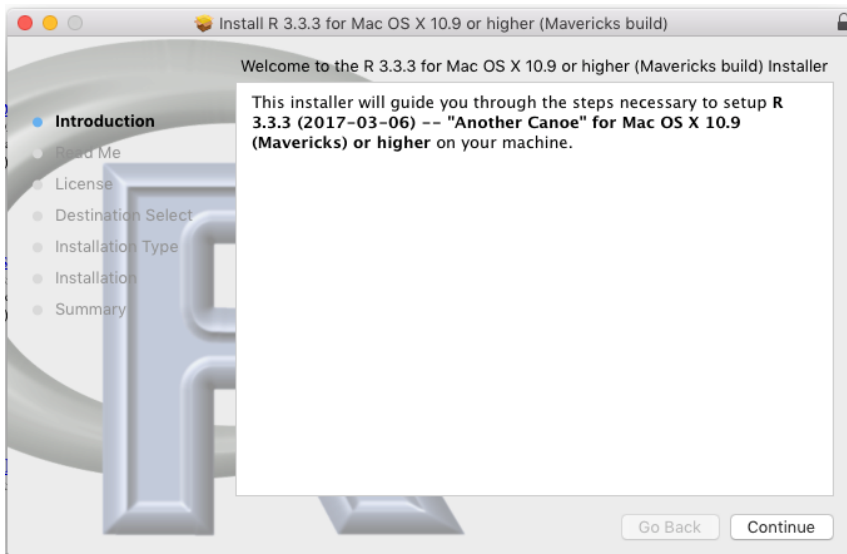 Install R 3.3.3 for Mac OS X 10.9 or higher (Mavericks build)
Welcome to the R 3.3.3 for Mac OS X 10.9 or higher (Mavericks build) Installer
Introduction
Read Me
License
Destination Select
Installation Type
Installation
Summary
This installer will guide you through the steps necessary to setup R
3.3.3 (2017-03-06) -- "Another Canoe" for Mac OS X 10.9
(Mavericks) or higher on your machine.
Go Back
Continue